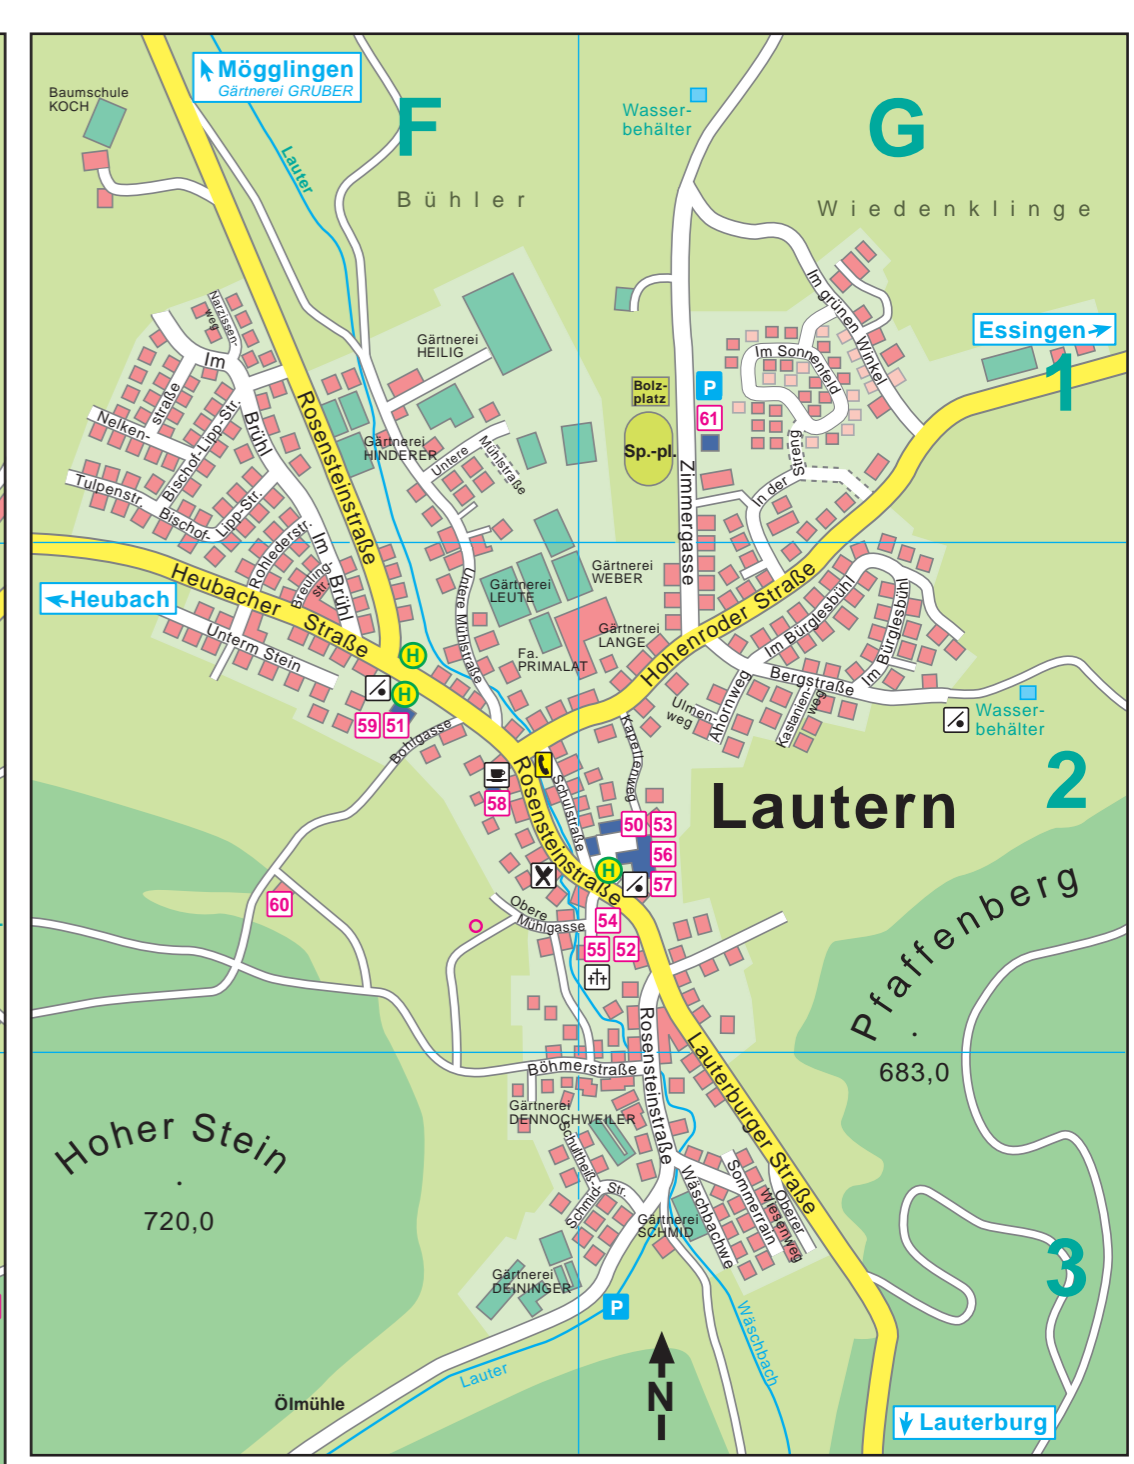 Mögglingen
Gärtnerei GRUBER
Baumschule
KOCH
F
G
Wasser-
behälter
Lauter
Bühler
Wiedenklinge
Essingen
1
Im grünen Winkel
Im Sonnenfeld
Narzissen-
weg
Im
Brühl
Gärtnerei
HEILIG
Bolz-
platz
P
61
Sp.-pl.
Nelken-
straße
Bischof-Lipp-Str.
Rosensteinstraße
Gärtnerei
HINDERER
Untere
Mühlstraße
Zimmergasse
In der
Streng
Tulpenstr.
Bischof-
Lipp-Str.
Rohlederstr.
Im
Brühl
Breuling-
str.
Heubach
Heubacher Straße
Unterm Stein
Untere Mühlstraße
Gärtnerei
LEUTE
Gärtnerei
WEBER
Gärtnerei
LANGE
Fa.
PRIMALAT
Hohenroder Straße
Im Bürglesbühl
Im Bürglesbühl
Bergstraße
Ulmen-
weg
Ahornweg
Kastanien-
weg
Wasser-
behälter
H
H
59
51
Bohlgasse
Kapellenweg
58
Schulstraße
Rosensteinstraße
Lautern
2
50
53
56
57
H
60
Obere
Mühlgasse
54
55
52
Pfaffenberg
683,0
Rosensteinstraße
Lauterburger Straße
Böhmerstraße
Gärtnerei
DENNOCHWEILER
Hoher Stein
720,0
Schultheiß-
Schmid-
Str.
Wäschbachwe
Sommerrain
Oberer
Wiesenweg
Gärtnerei
SCHMID
Gärtnerei
DEININGER
3
P
Wäschbach
Lauter
N
Ölmühle
Lauterburg